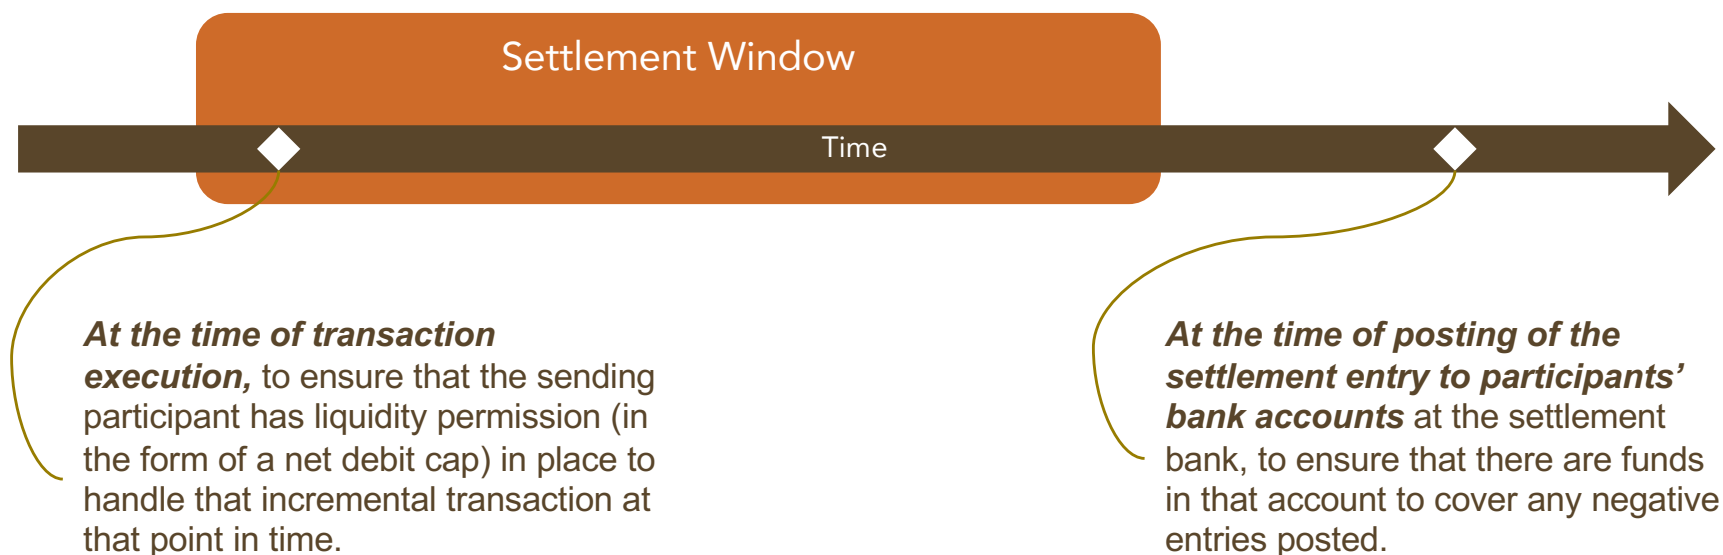 Settlement Window
Time
At the time of transaction
execution, to ensure that the sending
participant has liquidity permission (in
the form of a net debit cap) in place to
handle that incremental transaction at
that point in time.
At the time of posting of the
settlement entry to participants’
bank accounts at the settlement
bank, to ensure that there are funds
in that account to cover any negative
entries posted.